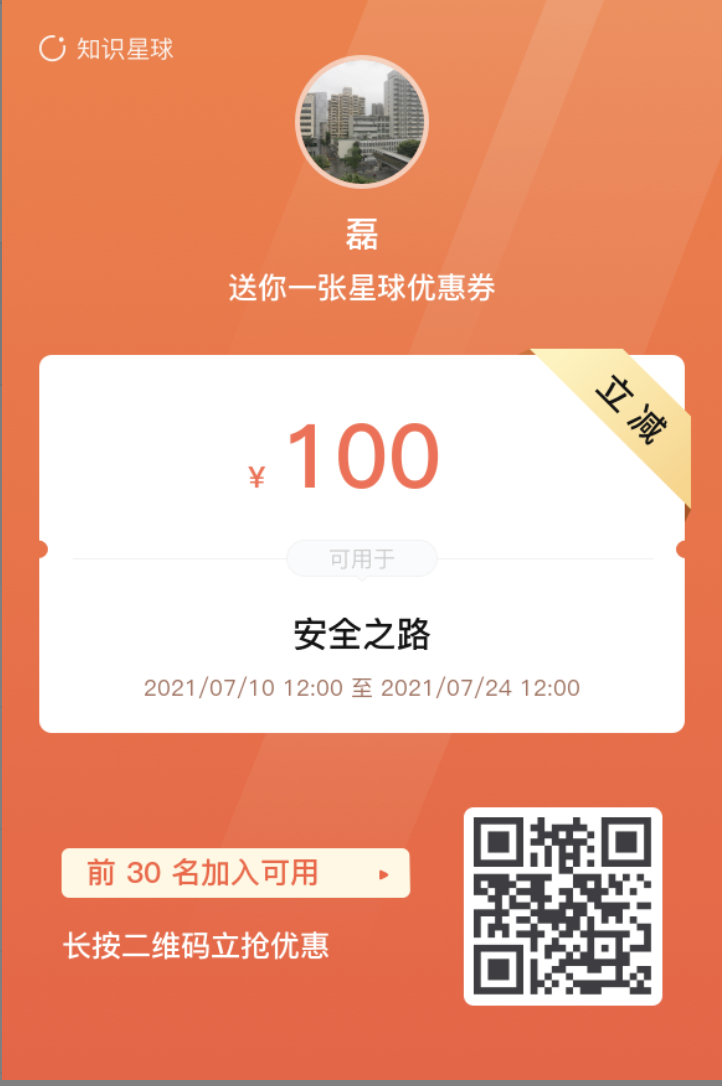 知识星球
磊
送你一张星球优惠券
立减
¥ 100
可用于
安全之路
2021/07/10 12:00 至 2021/07/24 12:00
前 30 名加入可用
长按二维码立抢优惠